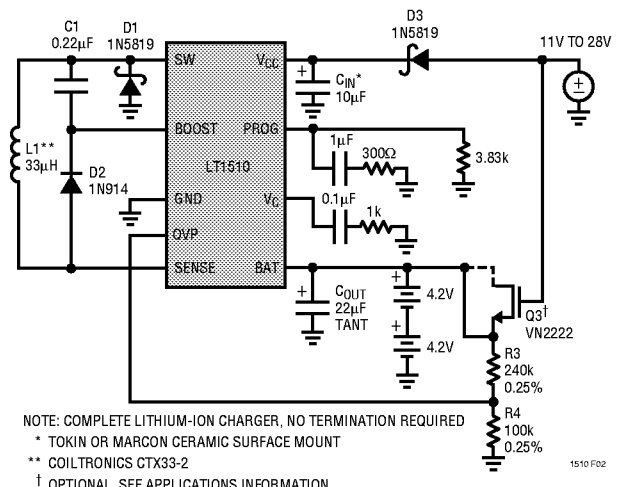 C1
0.22µF
D1
1N5819
D3
1N5819
11V TO 28V
SW
VCC
+
CIN*
10µF
+
−
BOOST
PROG
1µF
300Ω
3.83k
L1**
33µH
LT1510
D2
1N914
GND
VC
0.1µF
1k
OVP
SENSE
BAT
+
COUT
22µF
TANT
+
4.2V
+
4.2V
Q3†
VN2222
R3
240k
0.25%
R4
100k
0.25%
NOTE: COMPLETE LITHIUM-ION CHARGER, NO TERMINATION REQUIRED
* TOKIN OR MARCON CERAMIC SURFACE MOUNT
** COILTRONICS CTX33-2
† OPTIONAL, SEE APPLICATIONS INFORMATION
1510 F02